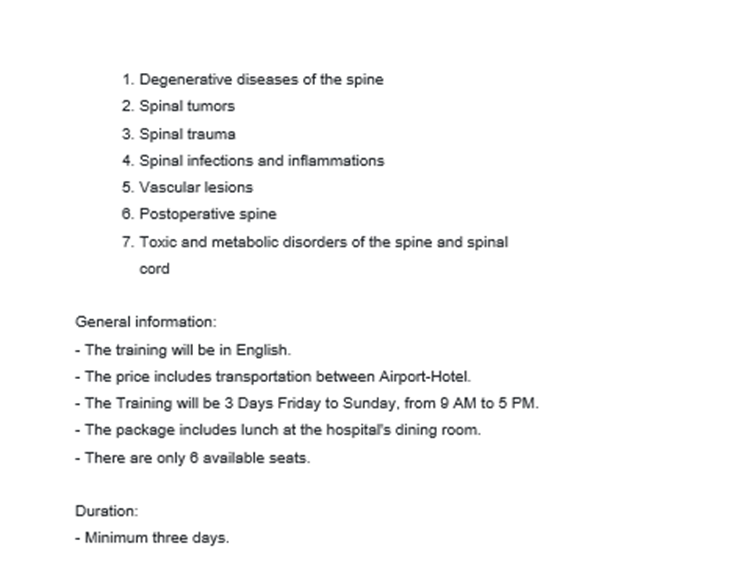 1. Degenerative diseases of the spine
2. Spinal tumors
3. Spinal trauma
4. Spinal infections and inflammations
5. Vascular lesions
6. Postoperative spine
7. Toxic and metabolic disorders of the spine and spinal
cord
General information:
- The training will be in English.
- The price includes transportation between Airport-Hotel.
- The Training will be 3 Days Friday to Sunday, from 9 AM to 5 PM.
- The package includes lunch at the hospital's dining room.
- There are only 6 available seats.
Duration:
- Minimum three days.